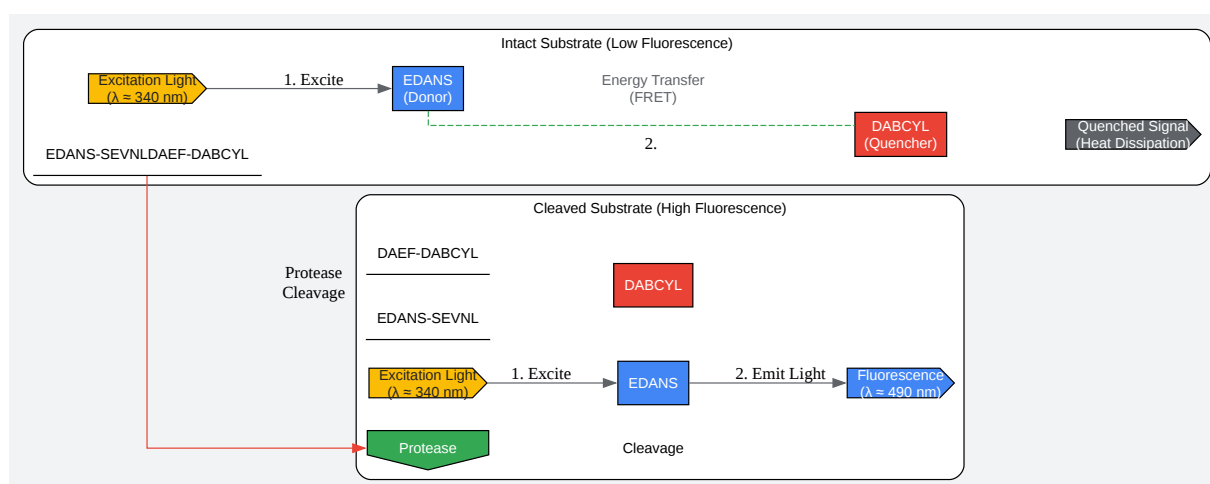 Intact Substrate (Low Fluorescence)
Excitation Light
(λ ≈ 340 nm)
1. Excite
EDANS
(Donor)
Energy Transfer
(FRET)
2.
DABCYL
(Quencher)
Quenched Signal
(Heat Dissipation)
EDANS-SEVNLDAEF-DABCYL
Cleaved Substrate (High Fluorescence)
Protease
Cleavage
DAEF-DABCYL
DABCYL
EDANS-SEVNL
Excitation Light
(λ ≈ 340 nm)
1. Excite
EDANS
2. Emit Light
Fluorescence
(λ ≈ 490 nm)
Protease
Cleavage